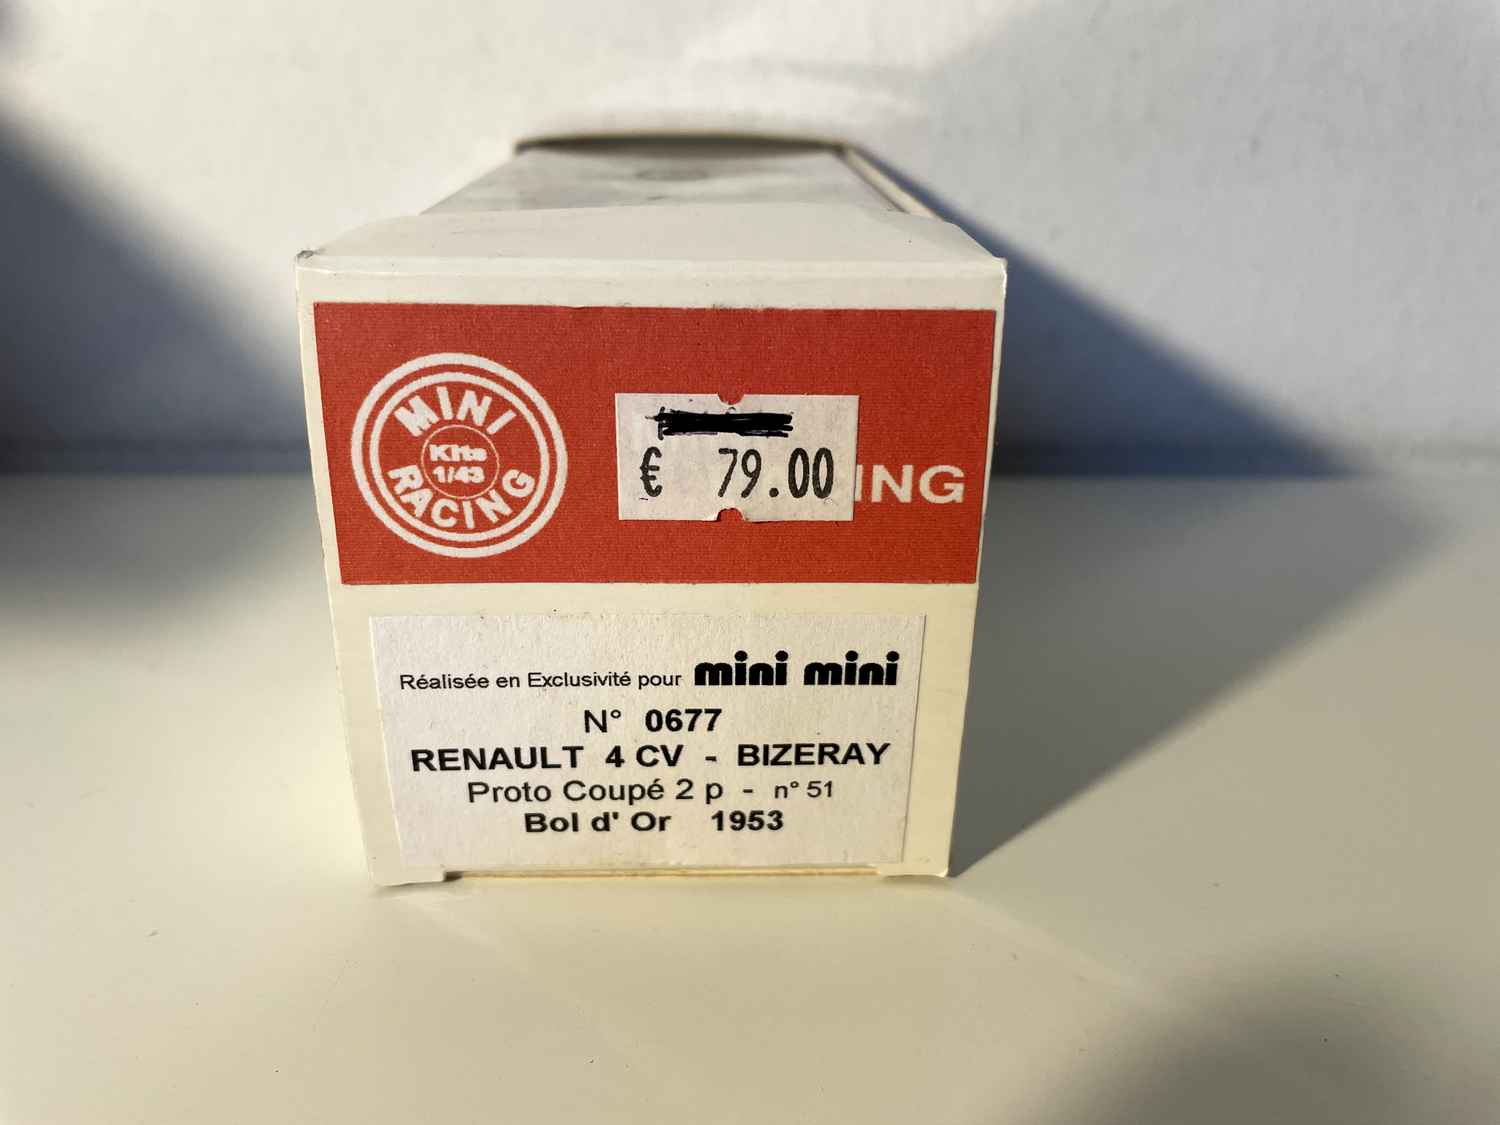 MINI
Kits
1/43
RACING
€ 79.00
ING
Réalisée en Exclusivité pour mini mini
N° 0677
RENAULT 4 CV - BIZERAY
Proto Coupé 2 p - n° 51
Bol d' Or 1953